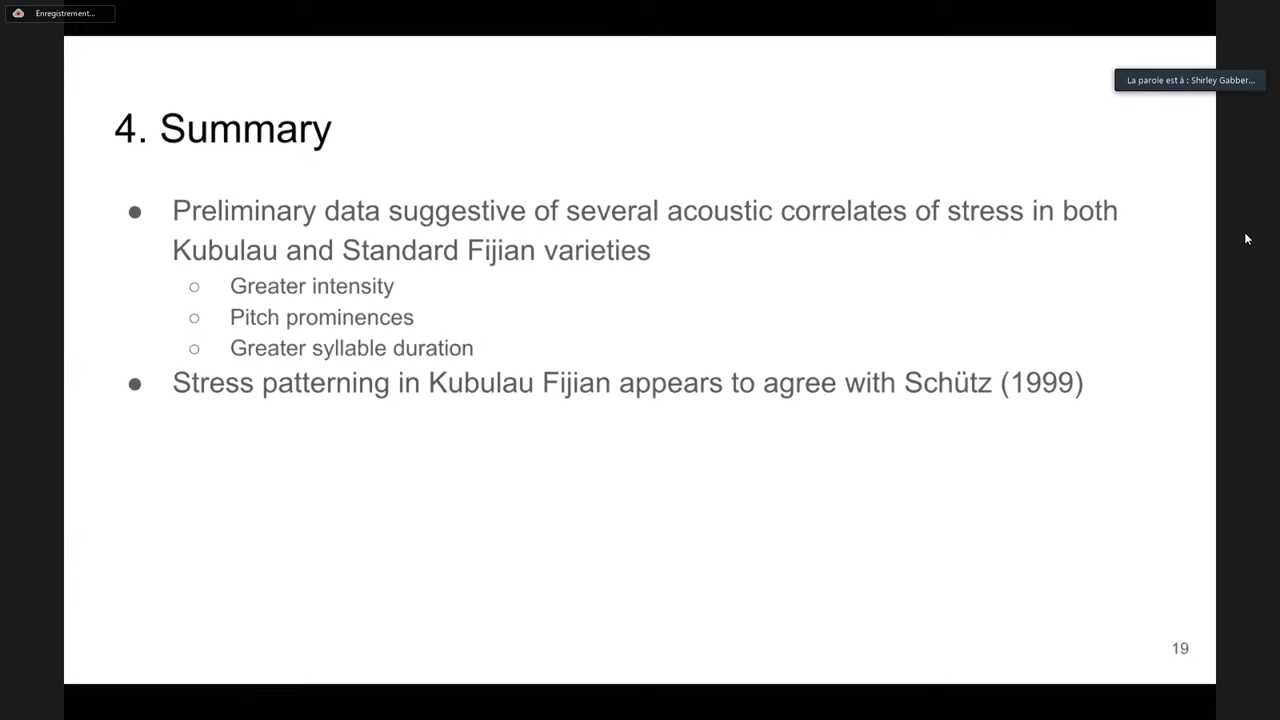 Enregistrement...
La parole est à : Shirley Gabber...
4. Summary
● Preliminary data suggestive of several acoustic correlates of stress in both
Kubulau and Standard Fijian varieties
○ Greater intensity
○ Pitch prominences
○ Greater syllable duration
● Stress patterning in Kubulau Fijian appears to agree with Schütz (1999)
19